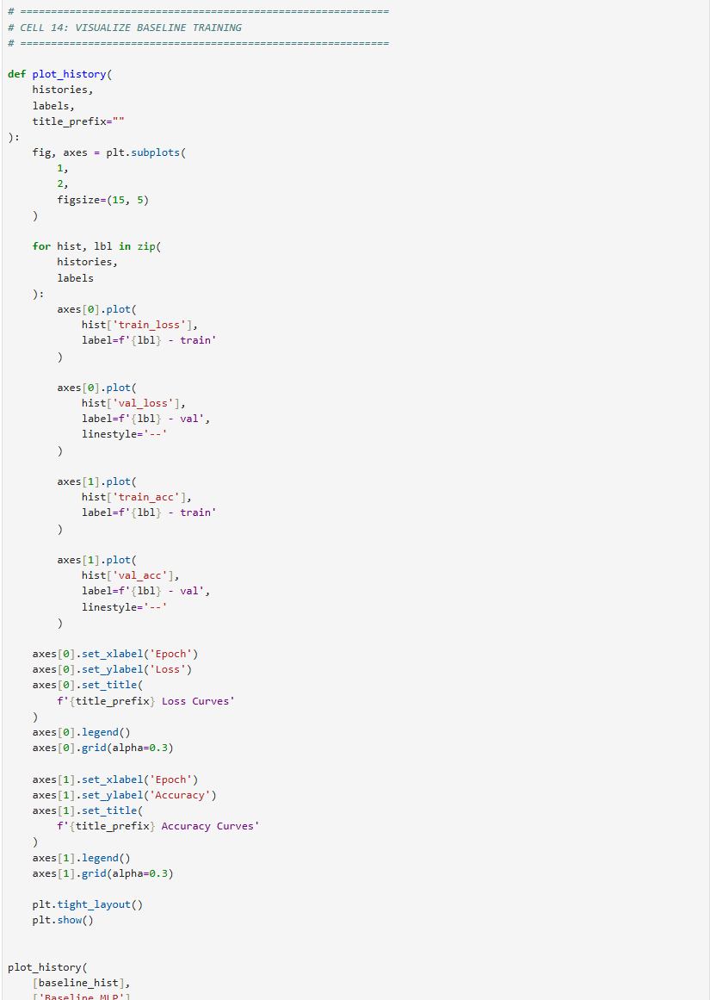 # ============================================================
# CELL 14: VISUALIZE BASELINE TRAINING
# ============================================================
def plot_history(
    histories,
    labels,
    title_prefix=""
):
    fig, axes = plt.subplots(
        1,
        2,
        figsize=(15, 5)
    )
    for hist, lbl in zip(
        histories,
        labels
    ):
        axes[0].plot(
            hist['train_loss'],
            label=f'{lbl} - train'
        )
        axes[0].plot(
            hist['val_loss'],
            label=f'{lbl} - val',
            linestyle='--'
        )
        axes[1].plot(
            hist['train_acc'],
            label=f'{lbl} - train'
        )
        axes[1].plot(
            hist['val_acc'],
            label=f'{lbl} - val',
            linestyle='--'
        )
    axes[0].set_xlabel('Epoch')
    axes[0].set_ylabel('Loss')
    axes[0].set_title(
        f'{title_prefix} Loss Curves'
    )
    axes[0].legend()
    axes[0].grid(alpha=0.3)
    axes[1].set_xlabel('Epoch')
    axes[1].set_ylabel('Accuracy')
    axes[1].set_title(
        f'{title_prefix} Accuracy Curves'
    )
    axes[1].legend()
    axes[1].grid(alpha=0.3)
    plt.tight_layout()
    plt.show()
plot_history(
    [baseline_hist],
    ['Baseline MLP']